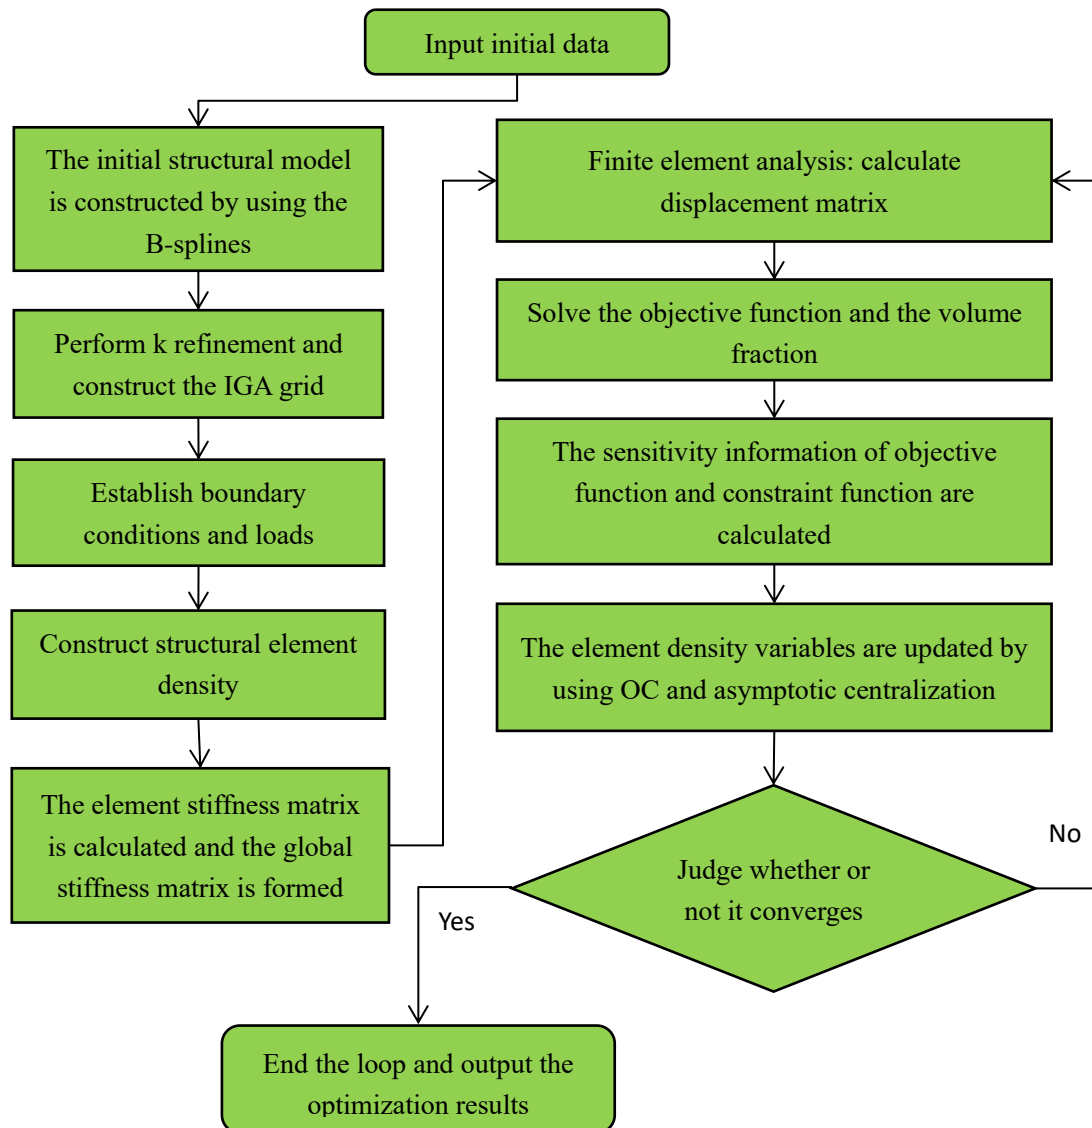 Input initial data
The initial structural model
is constructed by using the
B-splines
Perform k refinement and
construct the IGA grid
Establish boundary
conditions and loads
Construct structural element
density
The element stiffness matrix
is calculated and the global
stiffness matrix is formed
Finite element analysis: calculate
displacement matrix
Solve the objective function and the volume
fraction
The sensitivity information of objective
function and constraint function are
calculated
The element density variables are updated by
using OC and asymptotic centralization
Judge whether or
not it converges
No
Yes
End the loop and output the
optimization results